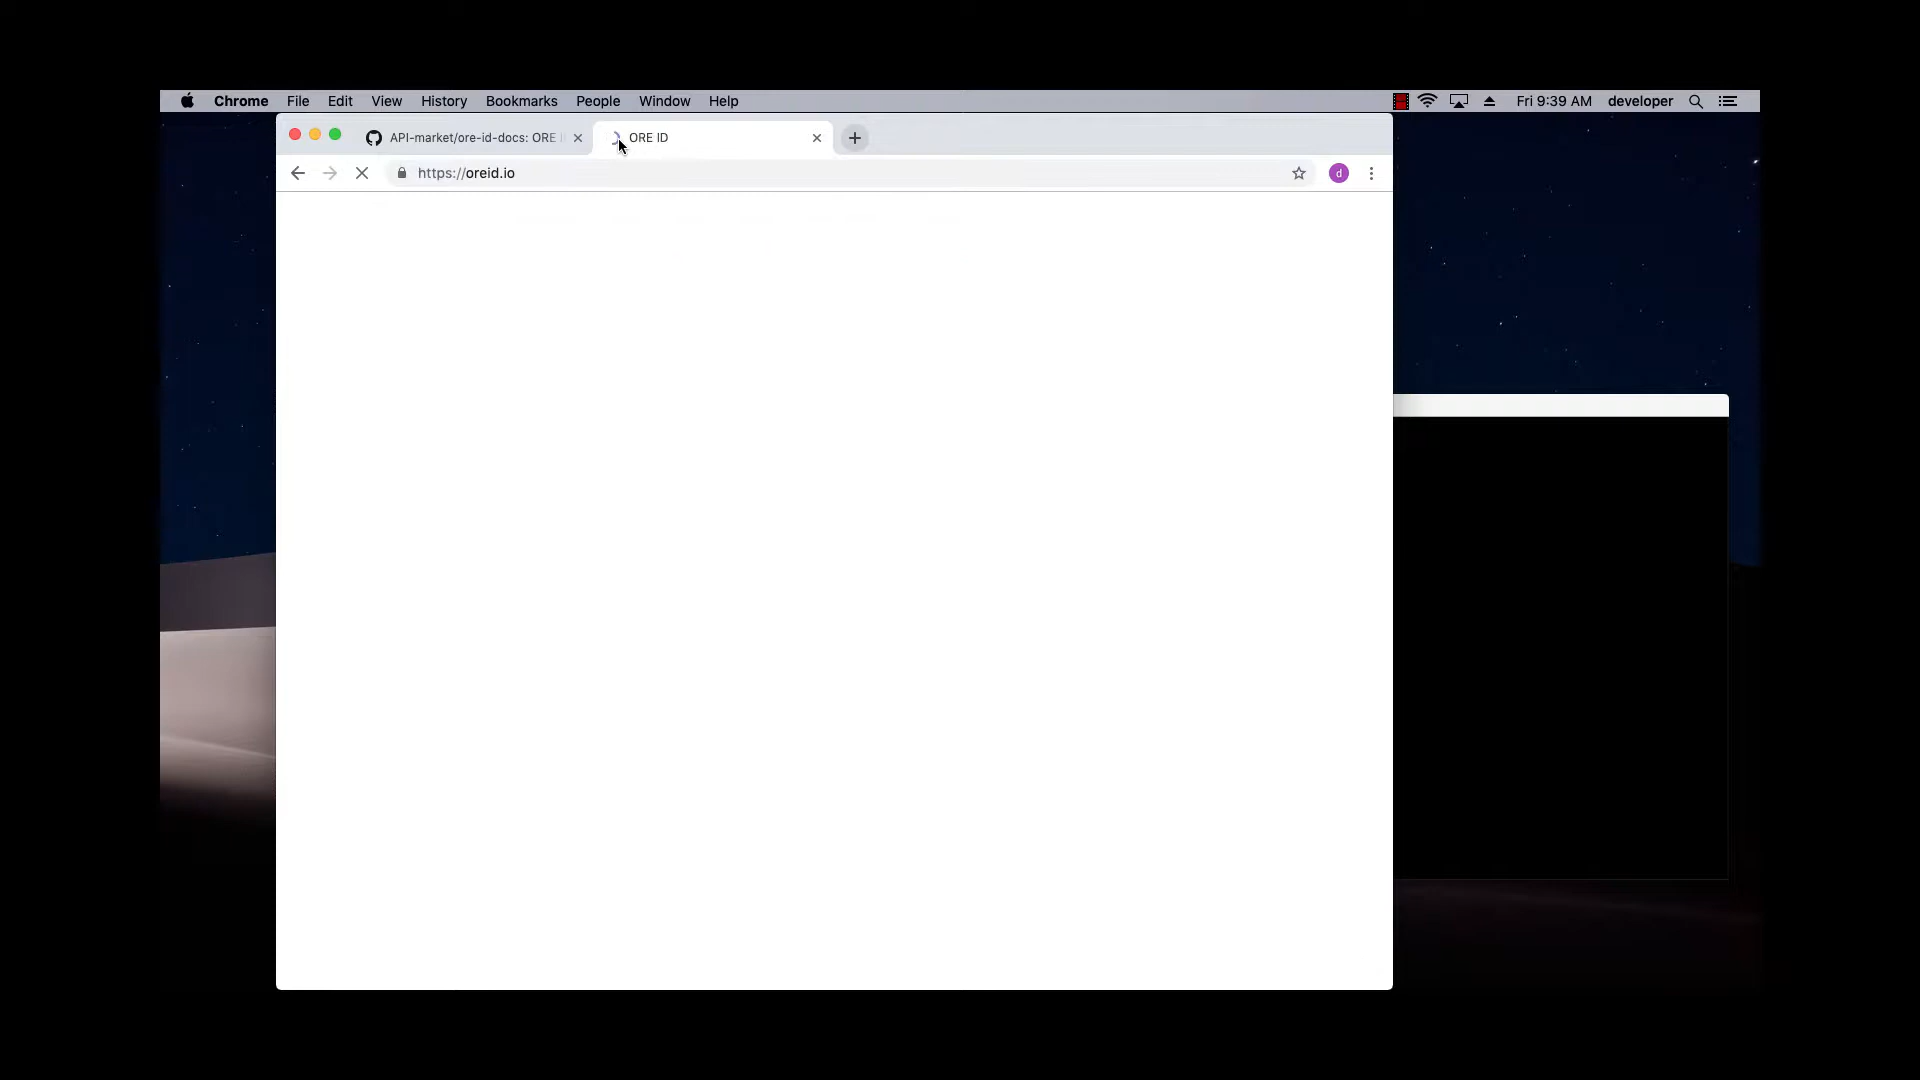 Chrome File Edit View History Bookmarks People Window Help Fri 9:39 AM developer
API-market/ore-id-docs: ORE ORE ID
https://oreid.io d